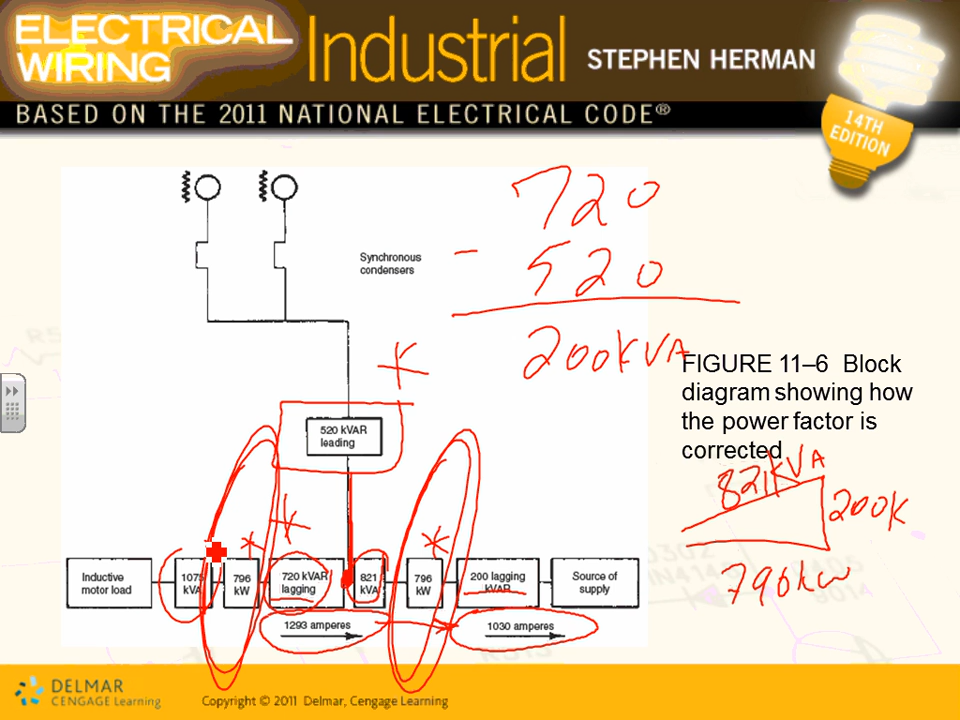 ELECTRICAL
WIRING
Industrial
STEPHEN HERMAN
BASED ON THE 2011 NATIONAL ELECTRICAL CODE®
14TH
EDITION
Synchronous
condensers
720
- 520
200KVA
FIGURE 11–6 Block
diagram showing how
the power factor is
corrected
520 kVAR
leading
821KVA
200K
790kw
Inductive
motor load
1075
kVA
796
kW
720 kVAR
lagging
821
kVA
796
kW
200 lagging
kVAR
Source of
supply
1293 amperes
1030 amperes
DELMAR
CENGAGE Learning
Copyright © 2011 Delmar, Cengage Learning